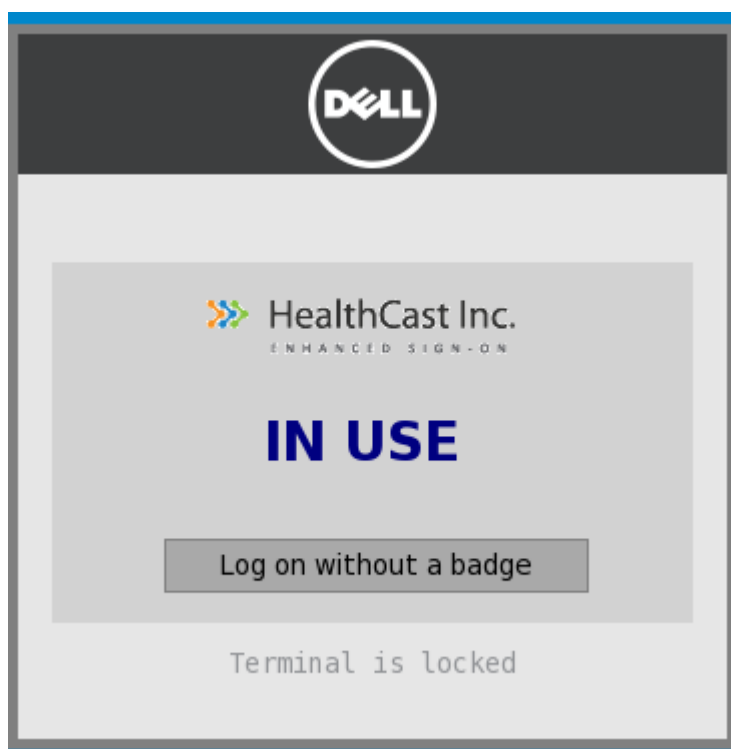 DELL
HealthCast Inc.
ENHANCED SIGN-ON
IN USE
Log on without a badge
Terminal is locked